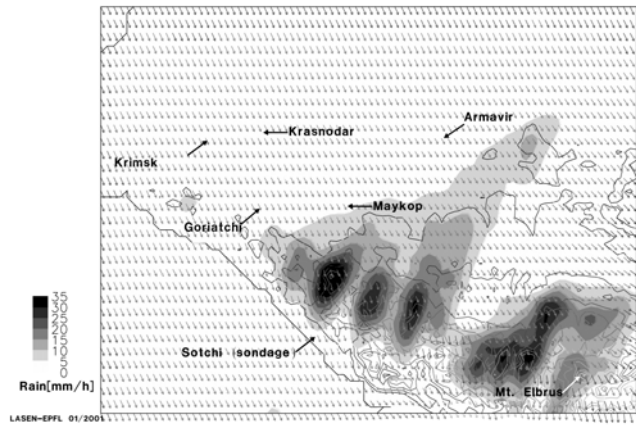 Armavir
Krasnodar
Krimsk
Maykop
Goriatchi
35
30
25
20
15
10
5
0
Sotchi (sondage)
Rain[mm/h]
Mt. Elbrus
LASEN-EPFL 01/2001